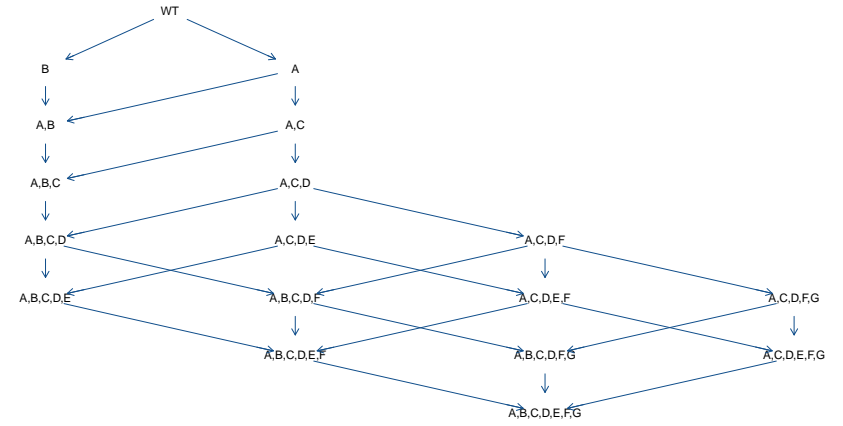 WT
B
A
A,B
A,C
A,B,C
A,C,D
A,B,C,D
A,C,D,E
A,C,D,F
A,B,C,D,E
A,B,C,D,F
A,C,D,E,F
A,C,D,F,G
A,B,C,D,E,F
A,B,C,D,F,G
A,C,D,E,F,G
A,B,C,D,E,F,G